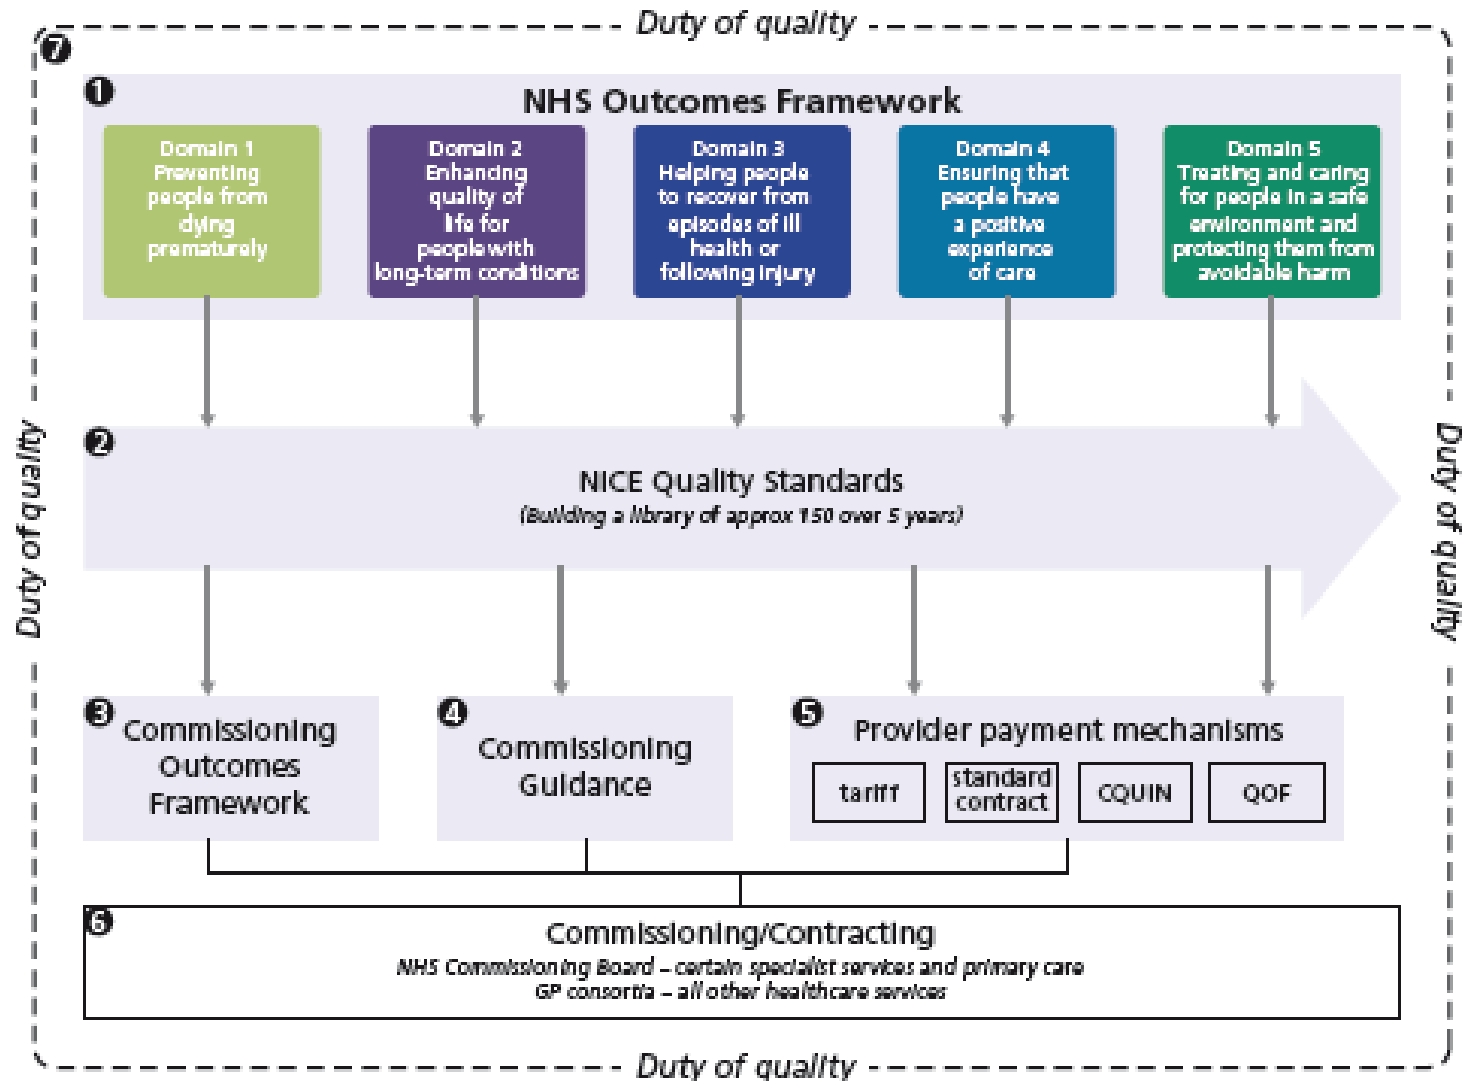 Duty of quality
7
1
NHS Outcomes Framework
Domain 1
Preventing
people from
dying
prematurely
Domain 2
Enhancing
quality of
life for
people with
long-term conditions
Domain 3
Helping people
to recover from
episodes of ill
health or
following injury
Domain 4
Ensuring that
people have
a positive
experience
of care
Domain 5
Treating and caring
for people in a safe
environment and
protecting them from
avoidable harm
Duty of quality
Duty of quality
2
NICE Quality Standards
(Building a library of approx 150 over 5 years)
3
Commissioning
Outcomes
Framework
4
Commissioning
Guidance
5
Provider payment mechanisms
tariff
standard
contract
CQUIN
QOF
6
Commissioning/Contracting
NHS Commissioning Board – certain specialist services and primary care
GP consortia – all other healthcare services
Duty of quality